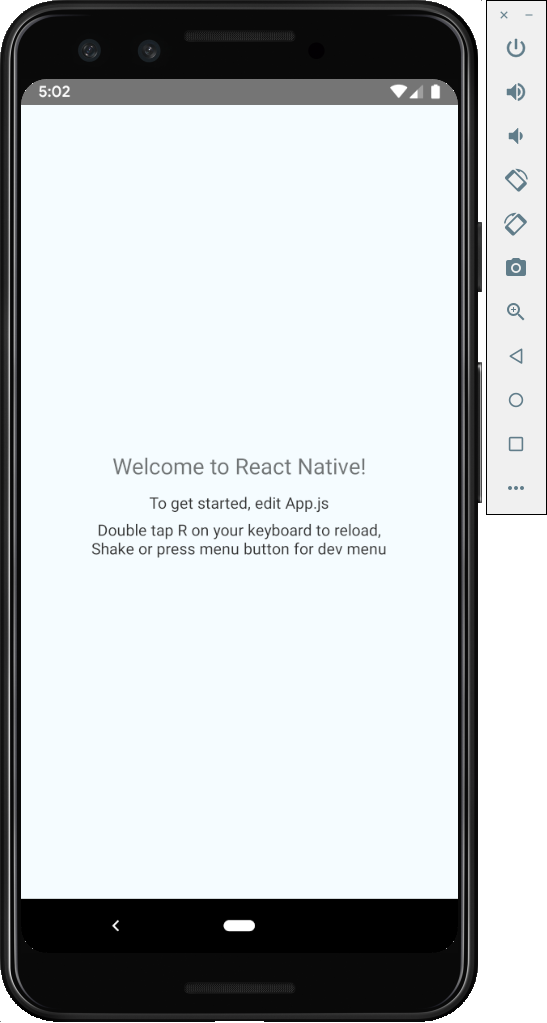 5:02
Welcome to React Native!
To get started, edit App.js
Double tap R on your keyboard to reload,
Shake or press menu button for dev menu